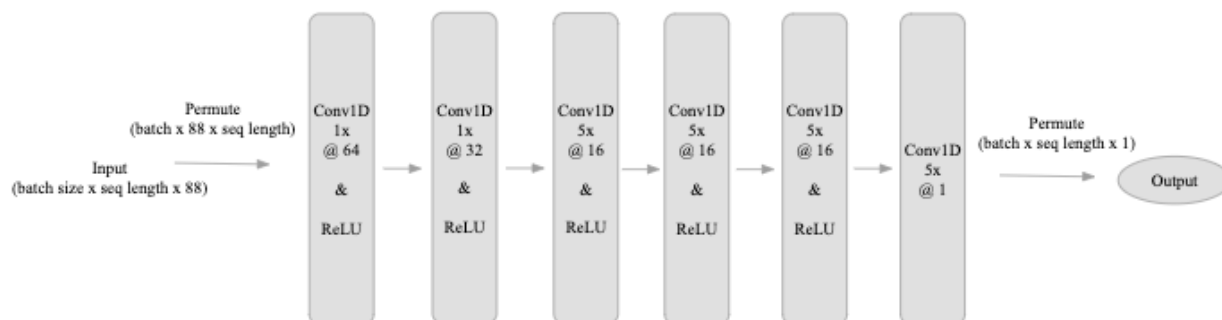 Input
(batch size x seq length x 88)
Permute
(batch x 88 x seq length)
Conv1D
1x
@ 64
&
ReLU
Conv1D
1x
@ 32
&
ReLU
Conv1D
5x
@ 16
&
ReLU
Conv1D
5x
@ 16
&
ReLU
Conv1D
5x
@ 16
&
ReLU
Conv1D
5x
@ 1
Permute
(batch x seq length x 1)
Output